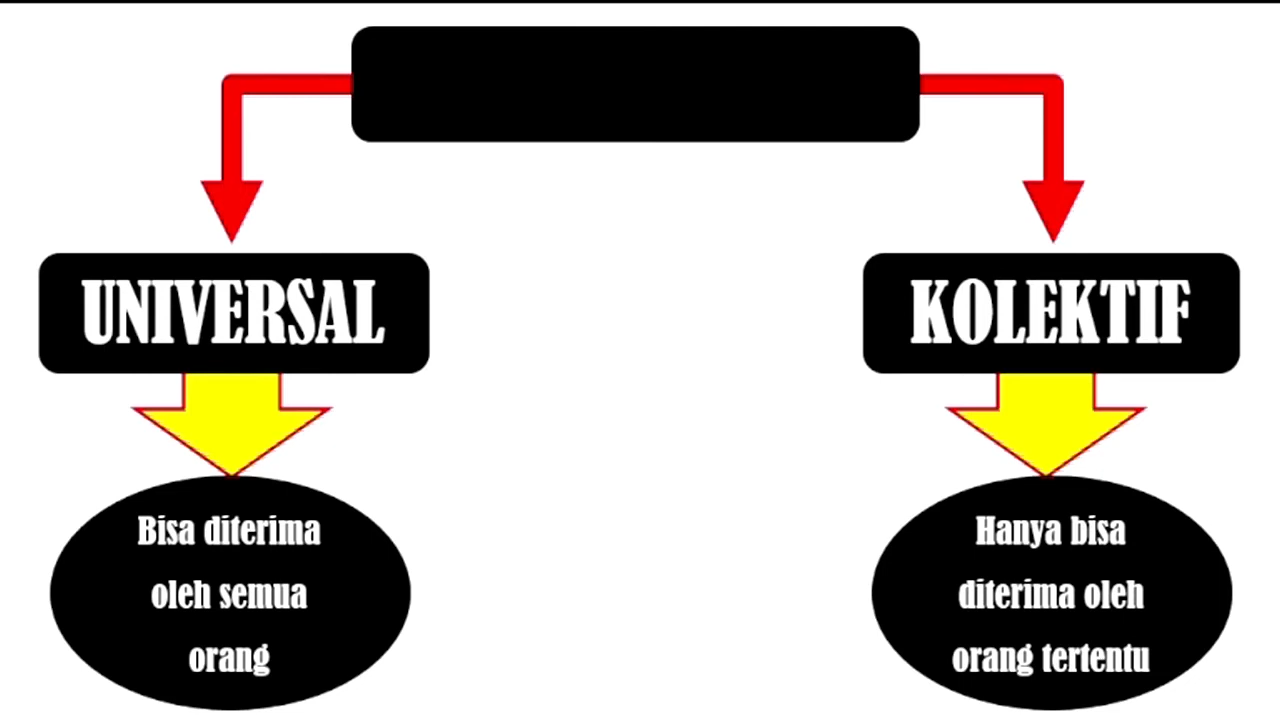 UNIVERSAL
KOLEKTIF
Bisa diterima
oleh semua
orang
Hanya bisa
diterima oleh
orang tertentu